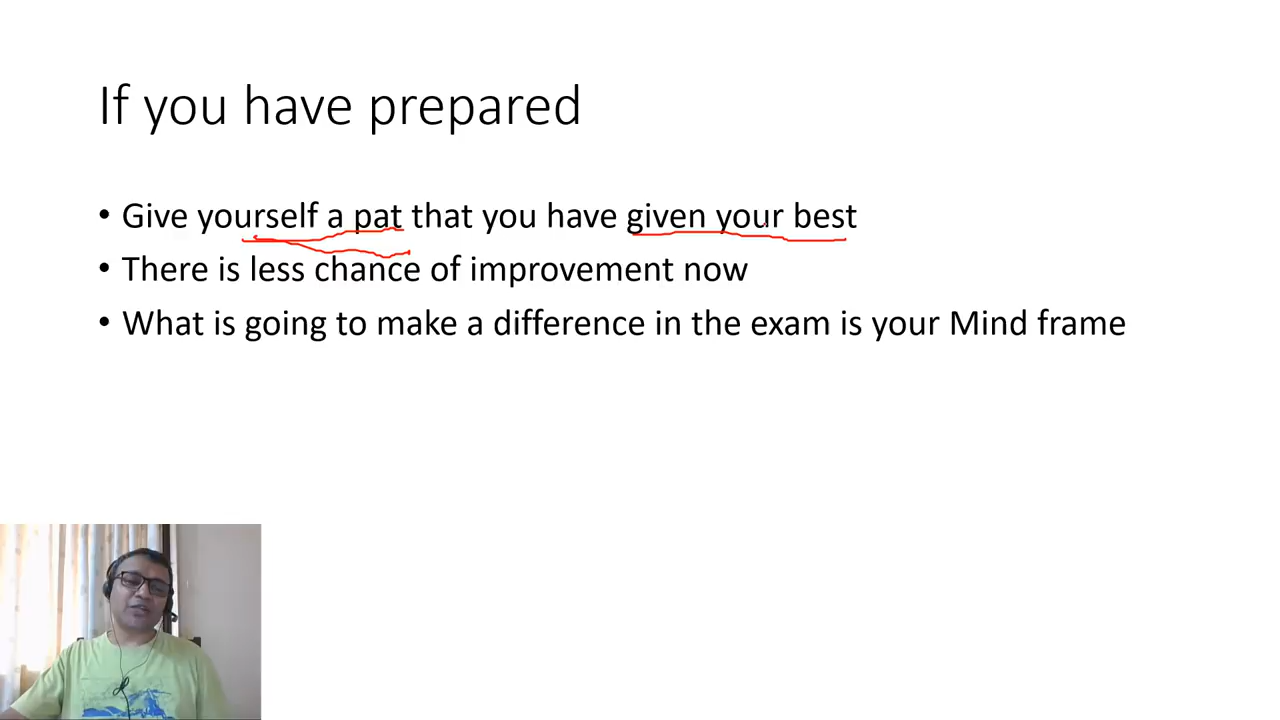 If you have prepared
• Give yourself a pat that you have given your best
• There is less chance of improvement now
• What is going to make a difference in the exam is your Mind frame